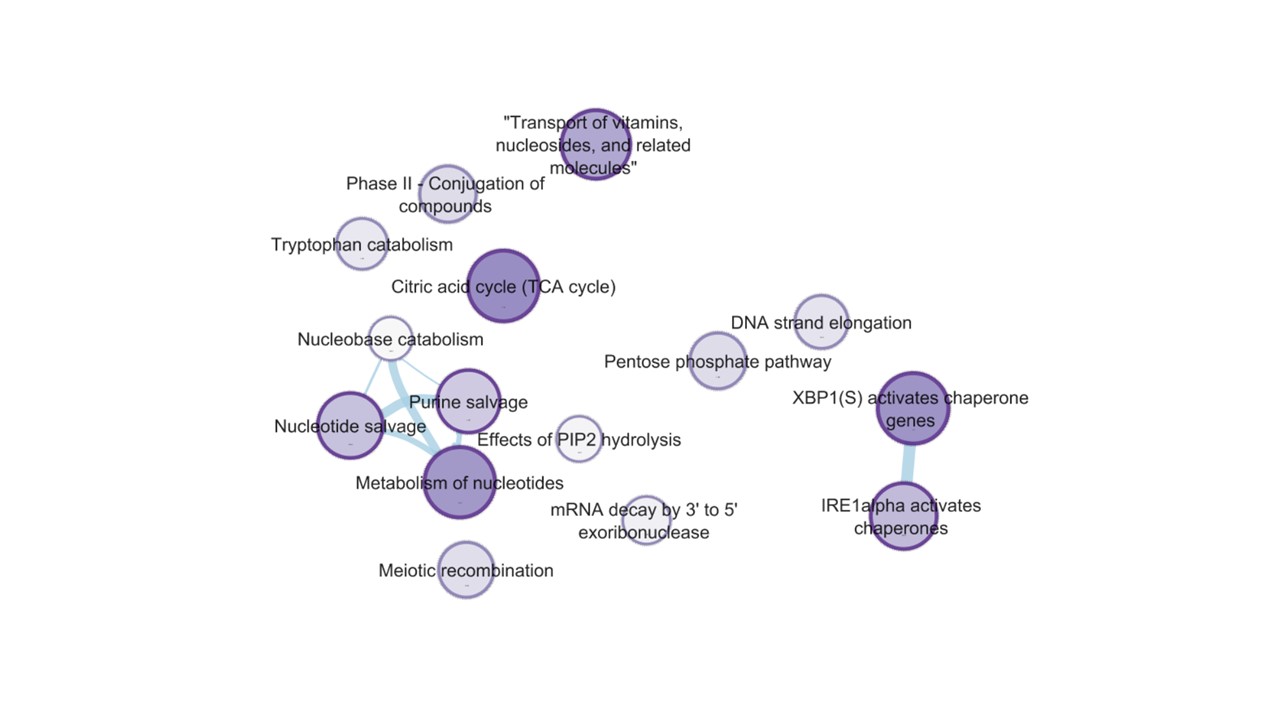 "Transport of vitamins,
nucleosides, and related
molecules"
Phase II - Conjugation of
compounds
Tryptophan catabolism
Citric acid cycle (TCA cycle)
DNA strand elongation
Nucleobase catabolism
Pentose phosphate pathway
XBP1(S) activates chaperone
genes
Purine salvage
Nucleotide salvage
Effects of PIP2 hydrolysis
Metabolism of nucleotides
IRE1alpha activates
chaperones
mRNA decay by 3' to 5'
exoribonuclease
Meiotic recombination